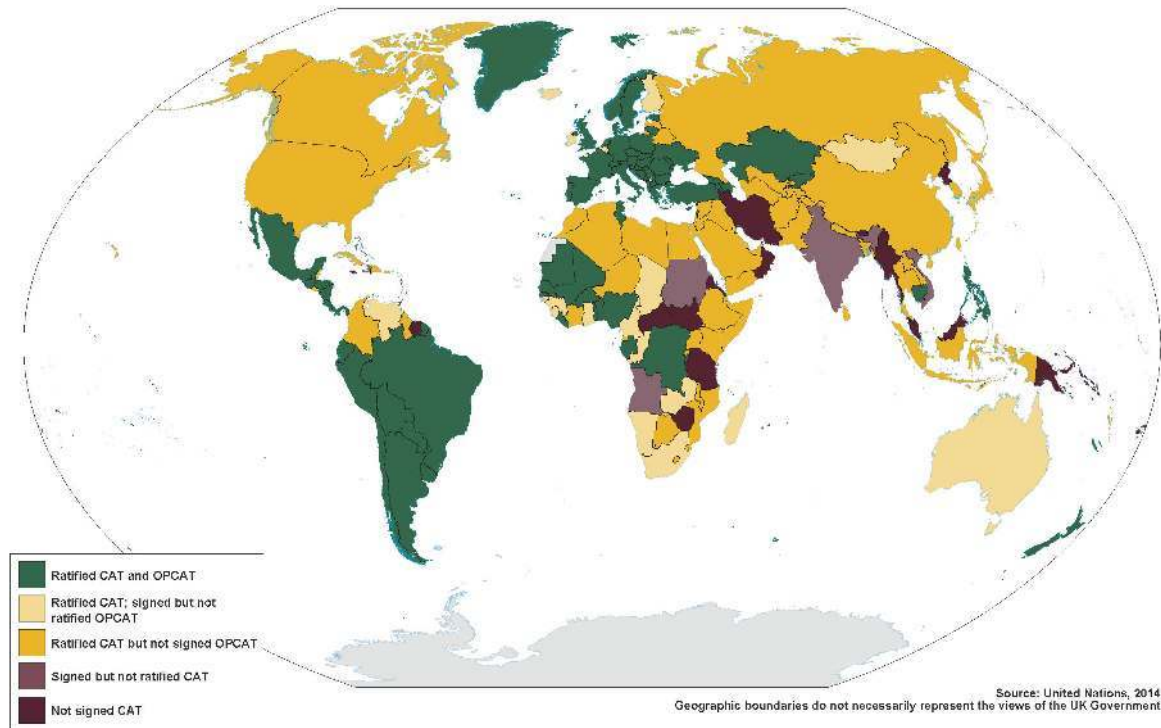 Ratified CAT and OPCAT
Ratified CAT; signed but not
ratified OPCAT
Ratified CAT but not signed OPCAT
Signed but not ratified CAT
Not signed CAT
Source: United Nations, 2014
Geographic boundaries do not necessarily represent the views of the UK Government